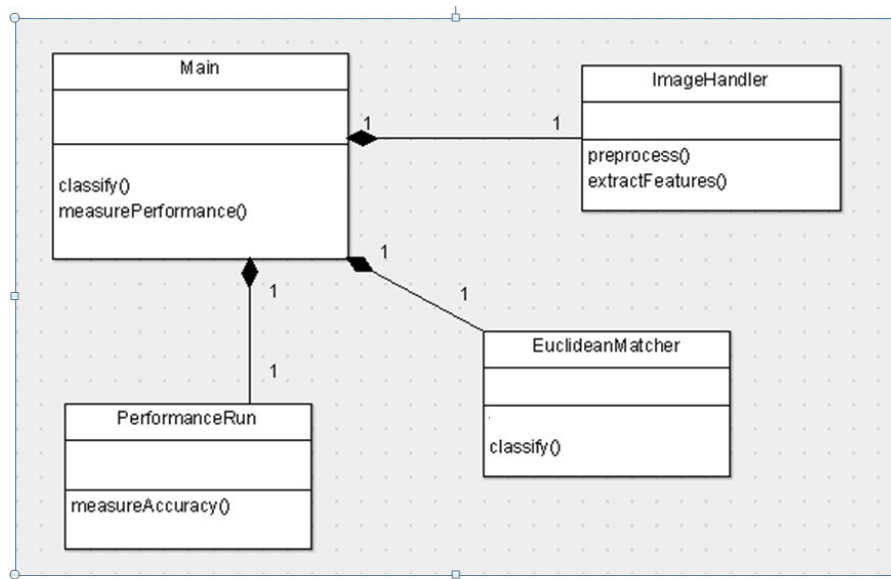 Main
classify()
measurePerformance()
1
1
ImageHandler
preprocess()
extractFeatures()
1
1
EuclideanMatcher
classify()
1
1
PerformanceRun
measureAccuracy()